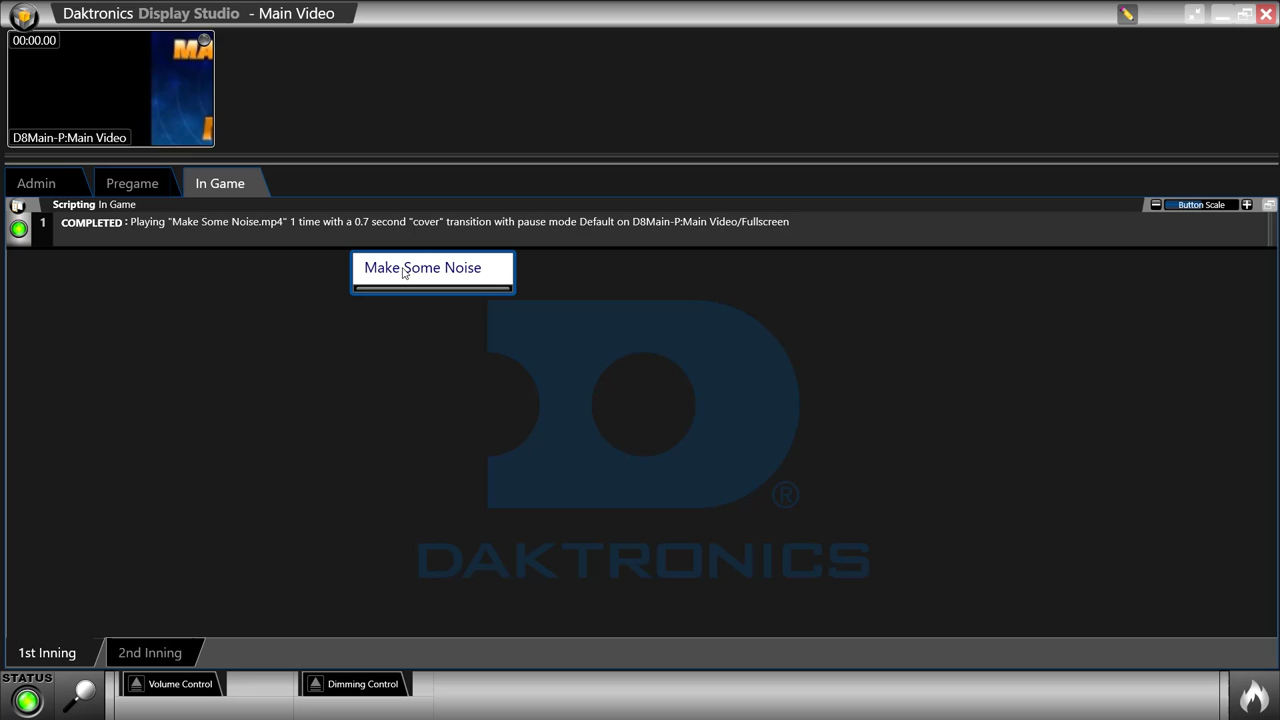 Daktronics Display Studio - Main Video
00:00.00
MA
D8Main-P:Main Video
Admin
Pregame
In Game
Scripting In Game
Button Scale
1 COMPLETED : Playing "Make Some Noise.mp4" 1 time with a 0.7 second "cover" transition with pause mode Default on D8Main-P:Main Video/Fullscreen
Make Some Noise
®
DAKTRONICS
1st Inning
2nd Inning
STATUS
Volume Control
Dimming Control